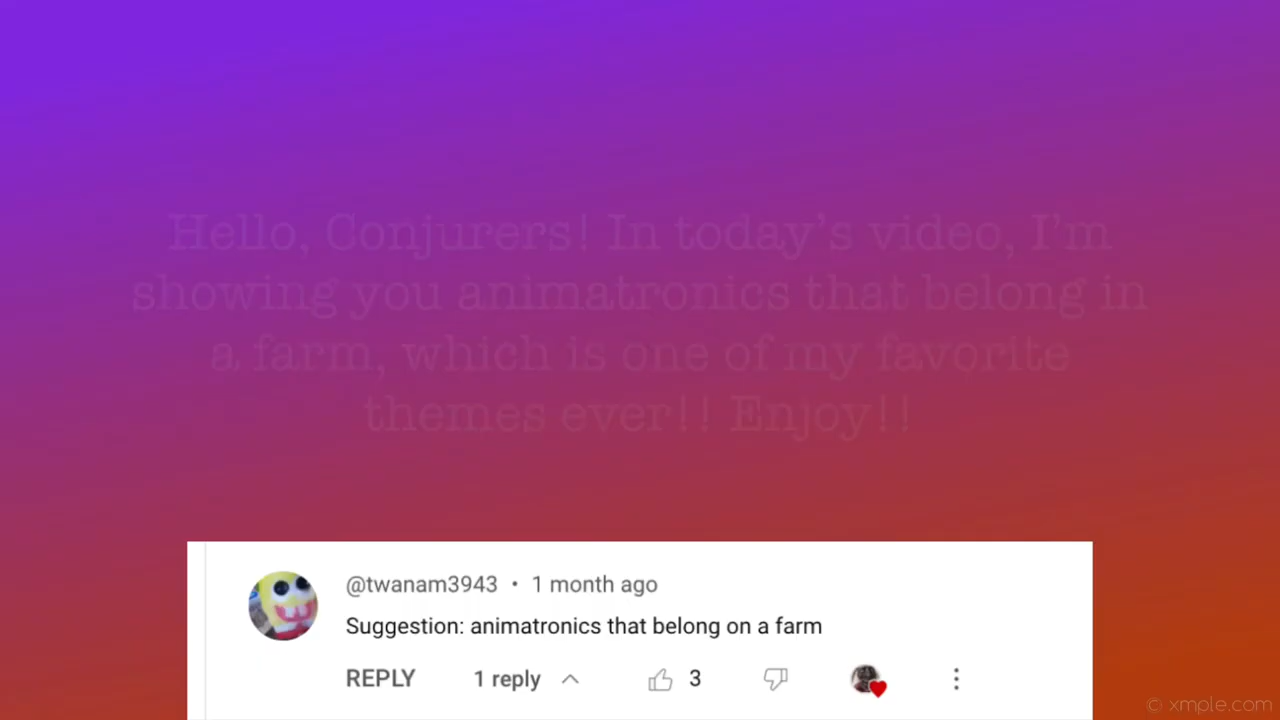 Hello, Conjurers! In today's video, I'm
showing you animatronics that belong in
a farm, which is one of my favorite
themes ever!! Enjoy!!
@twanam3943 • 1 month ago
Suggestion: animatronics that belong on a farm
REPLY 1 reply 3
© xmple.com